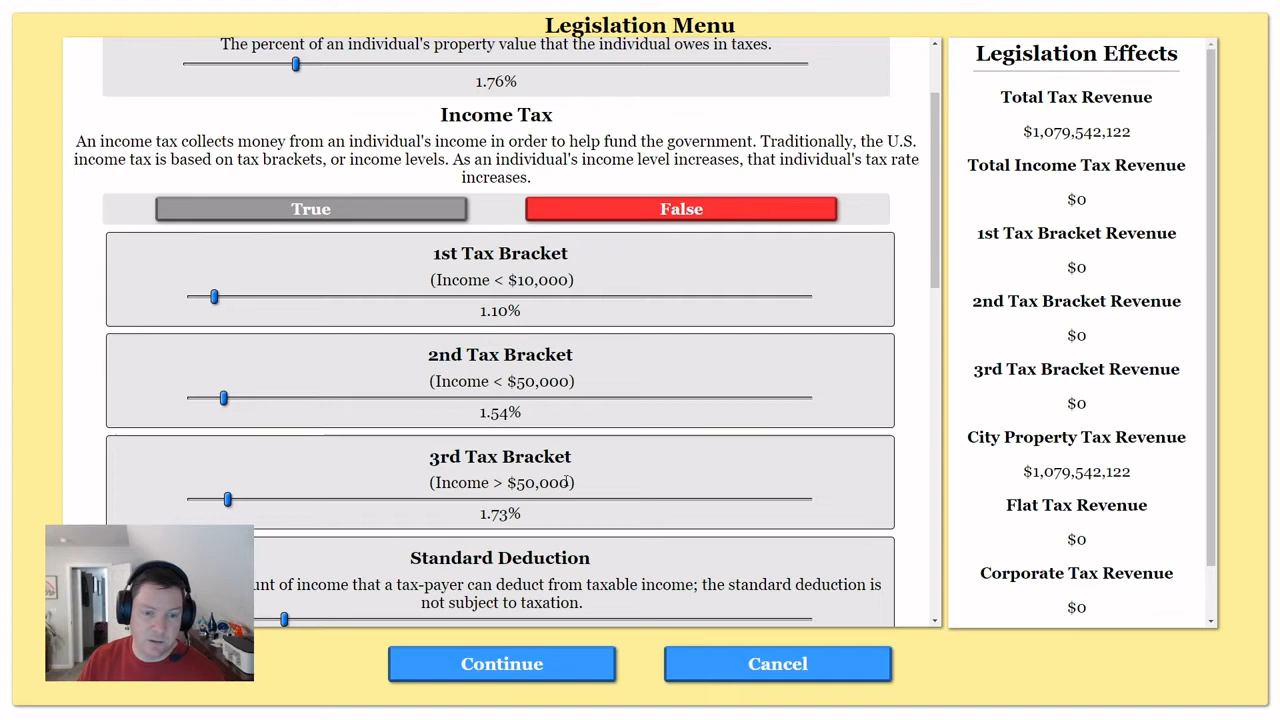 Legislation Menu
The percent of an individual's property value that the individual owes in taxes.
1.76%
Income Tax
An income tax collects money from an individual's income in order to help fund the government. Traditionally, the U.S.
income tax is based on tax brackets, or income levels. As an individual's income level increases, that individual's tax rate
increases.
True
False
1st Tax Bracket
(Income < $10,000)
1.10%
2nd Tax Bracket
(Income < $50,000)
1.54%
3rd Tax Bracket
(Income > $50,000)
1.73%
Standard Deduction
of income that a tax-payer can deduct from taxable income; the standard deduction is
not subject to taxation.
Continue
Cancel
Legislation Effects
Total Tax Revenue
$1,079,542,122
Total Income Tax Revenue
$0
1st Tax Bracket Revenue
$0
2nd Tax Bracket Revenue
$0
3rd Tax Bracket Revenue
$0
City Property Tax Revenue
$1,079,542,122
Flat Tax Revenue
$0
Corporate Tax Revenue
$0